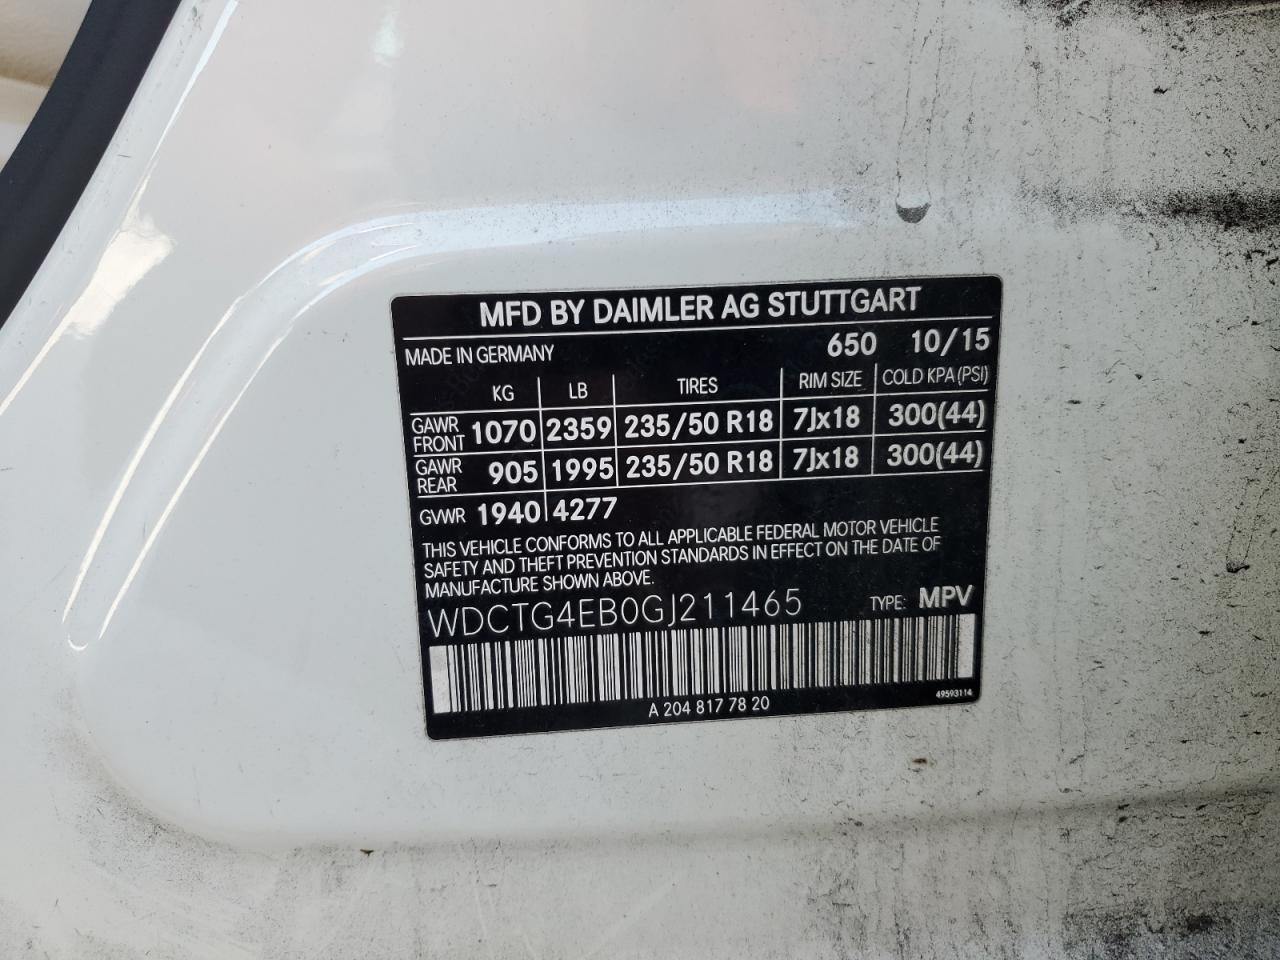 MFD BY DAIMLER AG STUTTGART
MADE IN GERMANY 650 10/15
KG LB TIRES RIM SIZE COLD KPA (PSI)
GAWR FRONT 1070 2359 235/50 R18 7Jx18 300(44)
GAWR REAR 905 1995 235/50 R18 7Jx18 300(44)
GVWR 1940 4277
THIS VEHICLE CONFORMS TO ALL APPLICABLE FEDERAL MOTOR VEHICLE
SAFETY AND THEFT PREVENTION STANDARDS IN EFFECT ON THE DATE OF
MANUFACTURE SHOWN ABOVE.
WDCTG4EB0GJ211465 TYPE: MPV
49593114
A 204 817 78 20